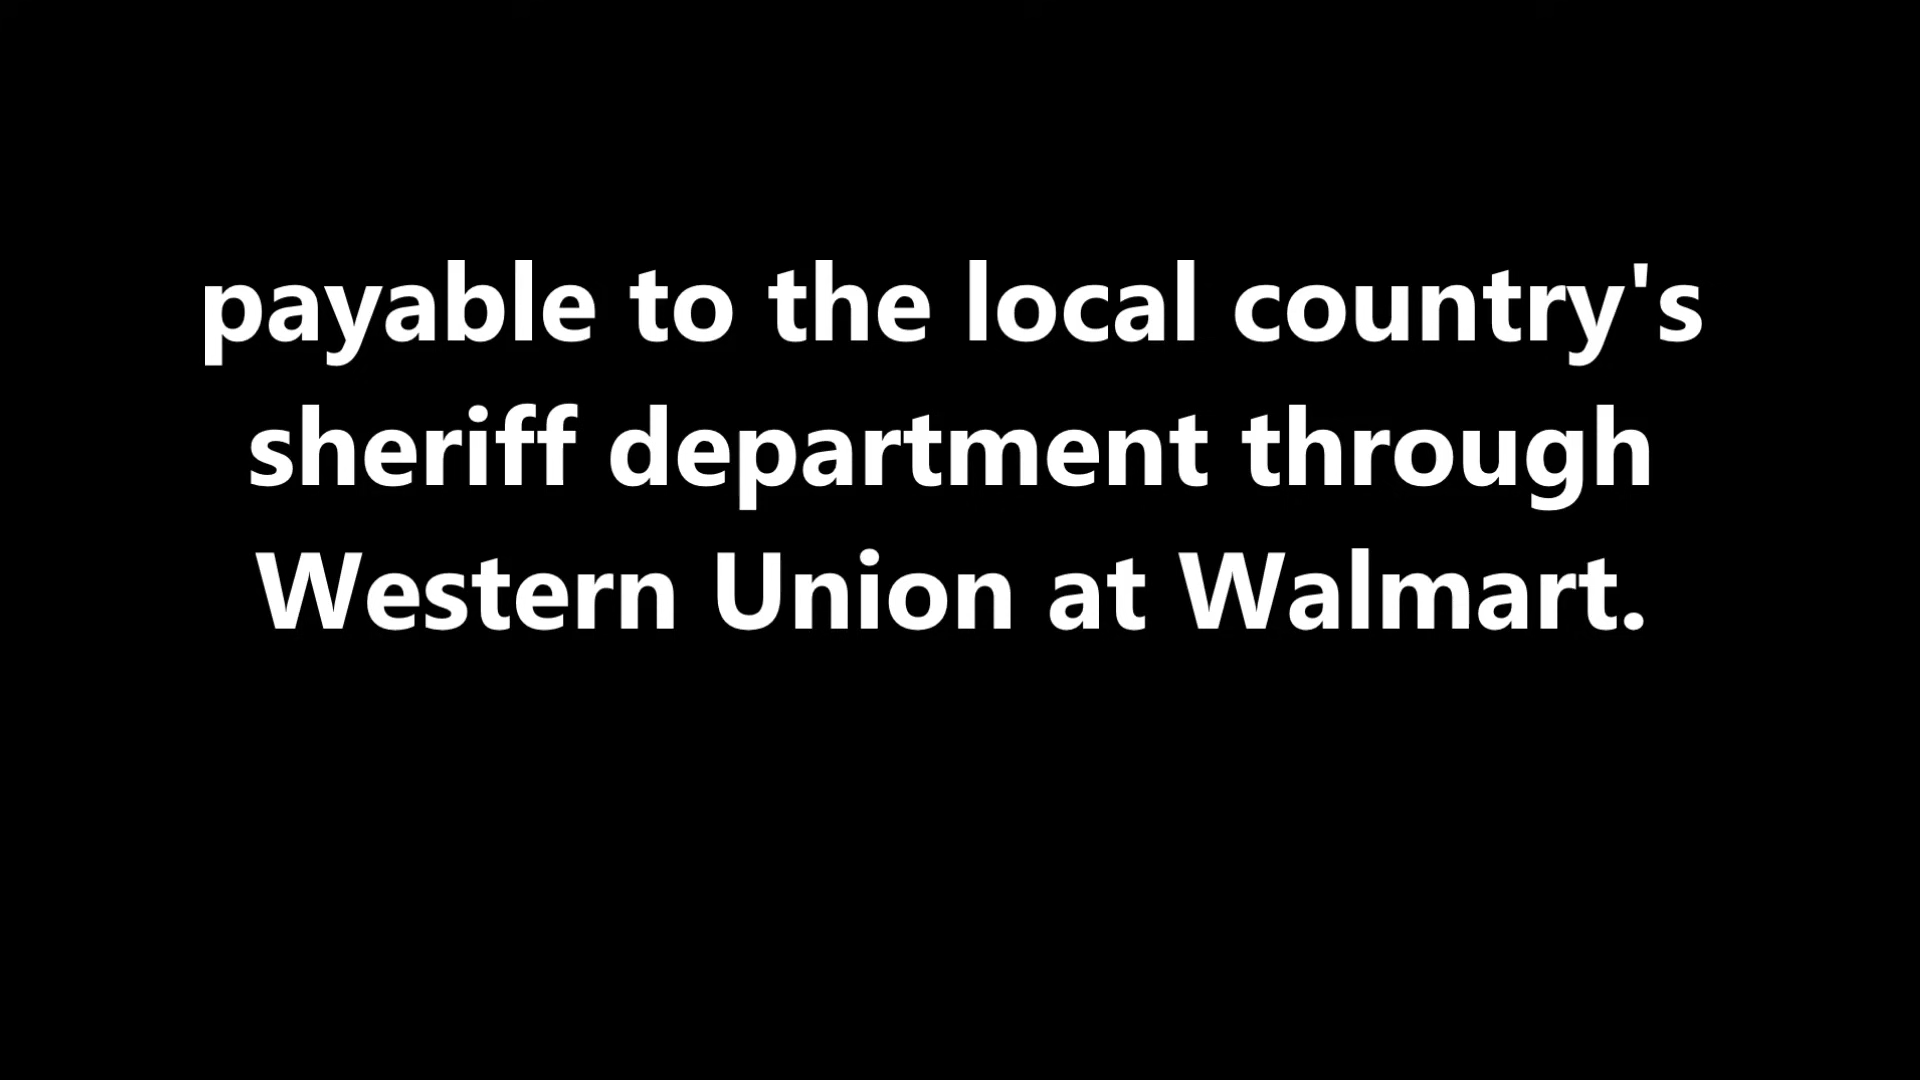 payable to the local country's
sheriff department through
Western Union at Walmart.